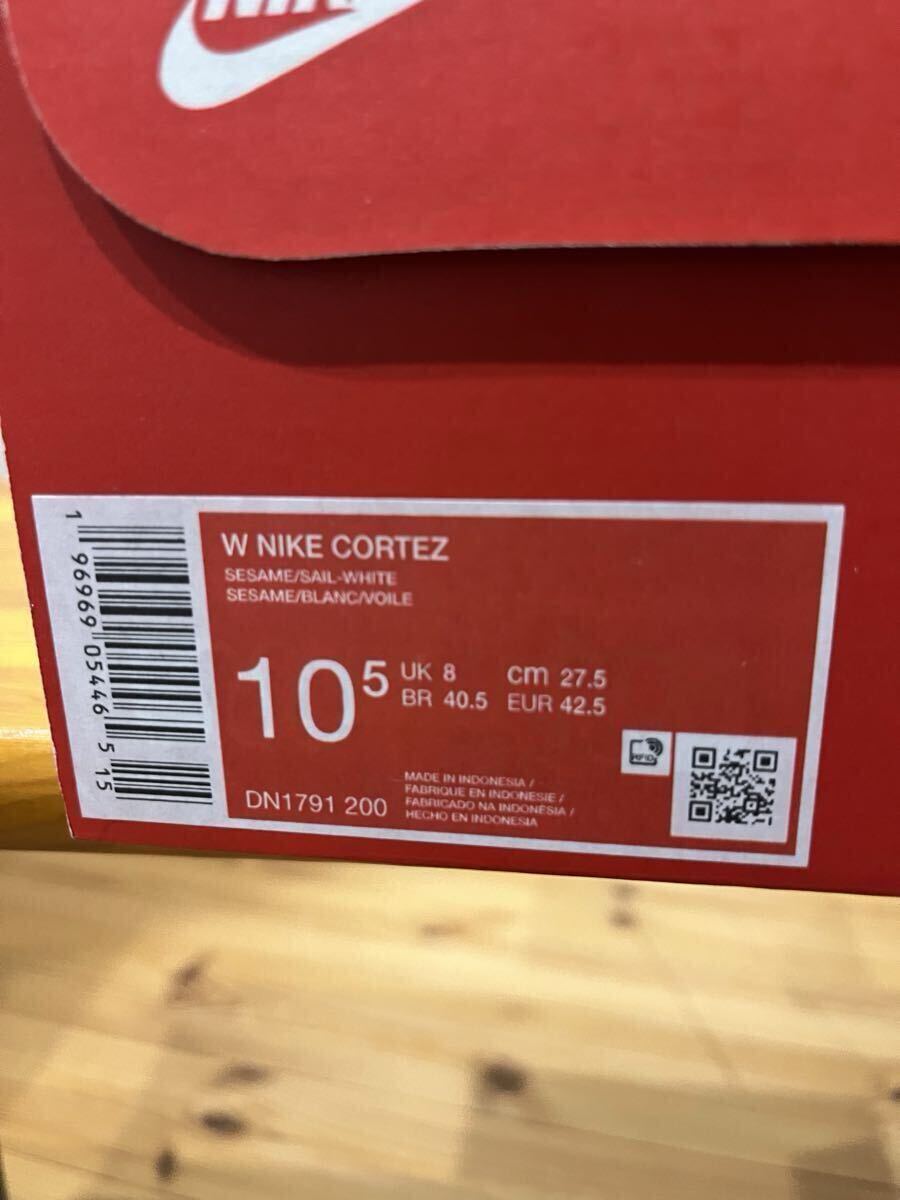 NIKE
W NIKE CORTEZ
SESAME/SAIL-WHITE
SESAME/BLANC/VOILE
10 5
UK 8 cm 27.5
BR 40.5 EUR 42.5
RFID
MADE IN INDONESIA /
FABRIQUE EN INDONESIE /
FABRICADO NA INDONÉSIA /
HECHO EN INDONESIA
DN1791 200
1 96969 05446 5 15